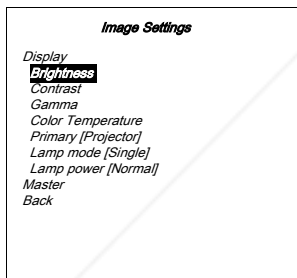 Image Settings
Display
Brightness
Contrast
Gamma
Color Temperature
Primary [Projector]
Lamp mode [Single]
Lamp power [Normal]
Master
Back